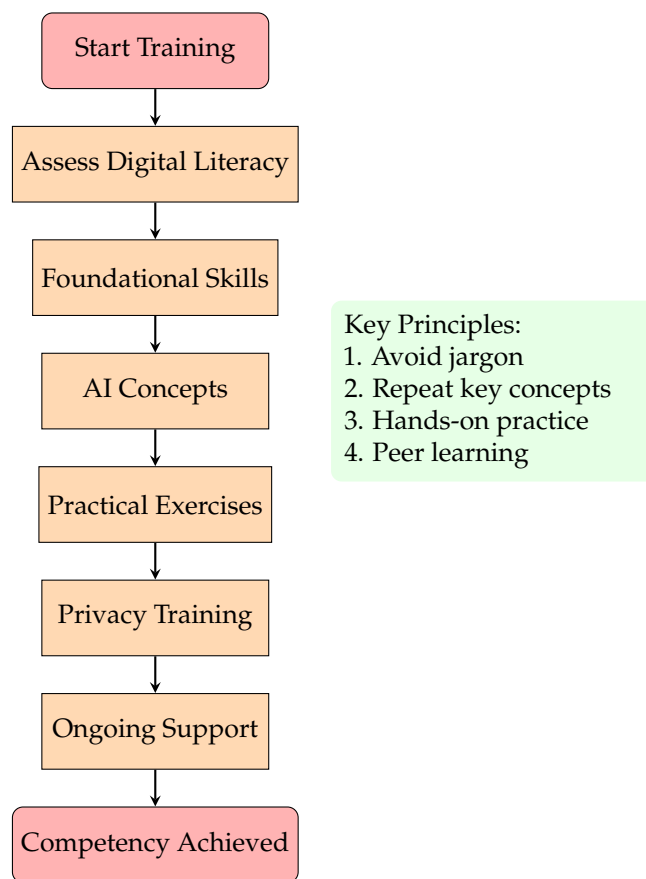 Start Training
Assess Digital Literacy
Foundational Skills
AI Concepts
Practical Exercises
Privacy Training
Ongoing Support
Competency Achieved
Key Principles:
1. Avoid jargon
2. Repeat key concepts
3. Hands-on practice
4. Peer learning